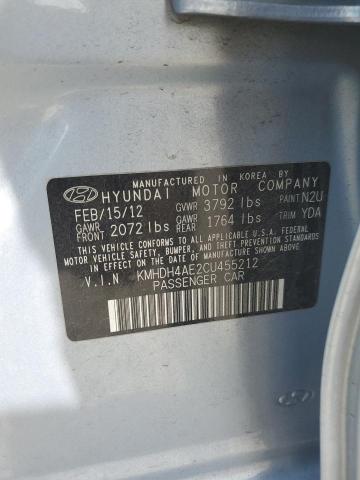 MANUFACTURED IN KOREA BY
HYUNDAI MOTOR COMPANY
FEB/15/12 GVWR 3792 lbs PAINT N2U
GAWR FRONT 2072 lbs GAWR REAR 1764 lbs TRIM YDA
THIS VEHICLE CONFORMS TO ALL APPLICABLE FEDERAL
MOTOR VEHICLE SAFETY, BUMPER, AND THEFT PREVENTION
STANDARDS IN EFFECT ON THE DATE OF MANUFACTURE
SHOWN ABOVE.
V.I.N KMHDH4AE2CU455212
PASSENGER CAR